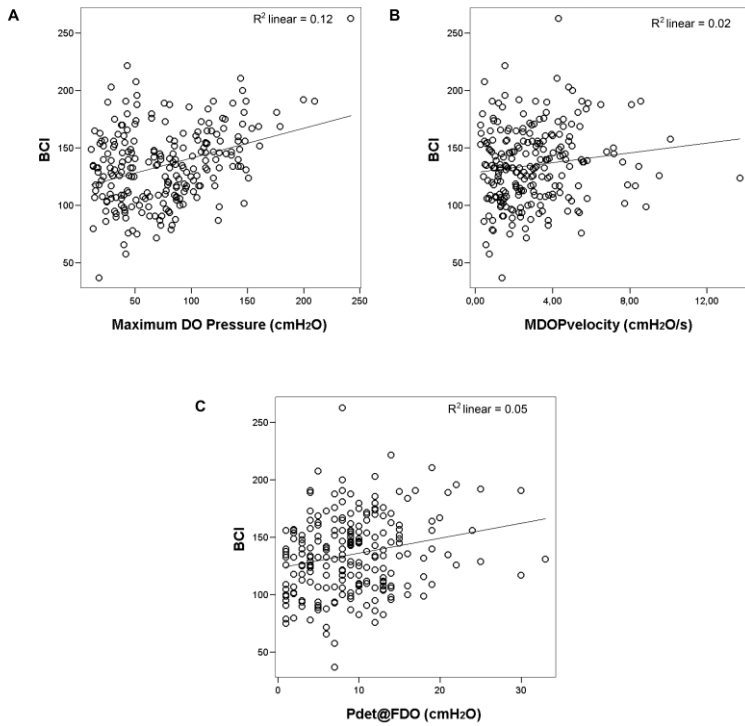 A
R² linear = 0.12
250
200
150
100
50
BCI
50
100
150
200
250
Maximum DO Pressure (cmH₂O)
B
R² linear = 0.02
250
200
150
100
50
BCI
0,00
4,00
8,00
12,00
MDOPvelocity (cmH₂O/s)
C
R² linear = 0.05
250
200
150
100
50
BCI
0
10
20
30
Pdet@FDO (cmH₂O)